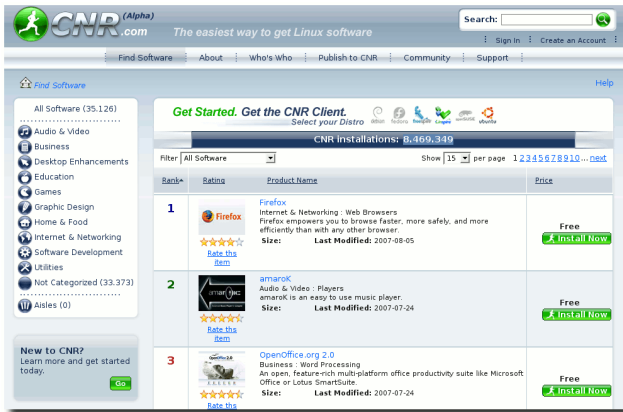 CNR.com (Alpha)
The easiest way to get Linux software
Search:
Sign In
Create an Account
Find Software
About
Who's Who
Publish to CNR
Community
Support
Find Software
Help
All Software (35.126)
Audio & Video
Business
Desktop Enhancements
Education
Games
Graphic Design
Home & Food
Internet & Networking
Software Development
Utilities
Not Categorized (33.373)
Aisles (0)
New to CNR?
Learn more and get started
today.
Go
Get Started. Get the CNR Client.
Select your Distro
debian
fedora
freespire
Linspire
openSUSE
ubuntu
CNR installations: 8.469.349
Filter All Software
Show 15 per page 1 2 3 4 5 6 7 8 9 10 ... next
Rank
Rating
Product Name
Price
1
Firefox
Rate ths
item
Firefox
Internet & Networking : Web Browsers
Firefox empowers you to browse faster, more safely, and more
efficiently than with any other browser.
Size: Last Modified: 2007-08-05
Free
Install Now
2
amaroK
Rate ths
item
amaroK
Audio & Video : Players
amaroK is an easy to use music player.
Size: Last Modified: 2007-07-24
Free
Install Now
3
OpenOffice 2.0
Rate ths
OpenOffice.org 2.0
Business : Word Processing
An open, feature-rich multi-platform office productivity suite like Microsoft
Office or Lotus SmartSuite.
Size: Last Modified: 2007-07-24
Free
Install Now